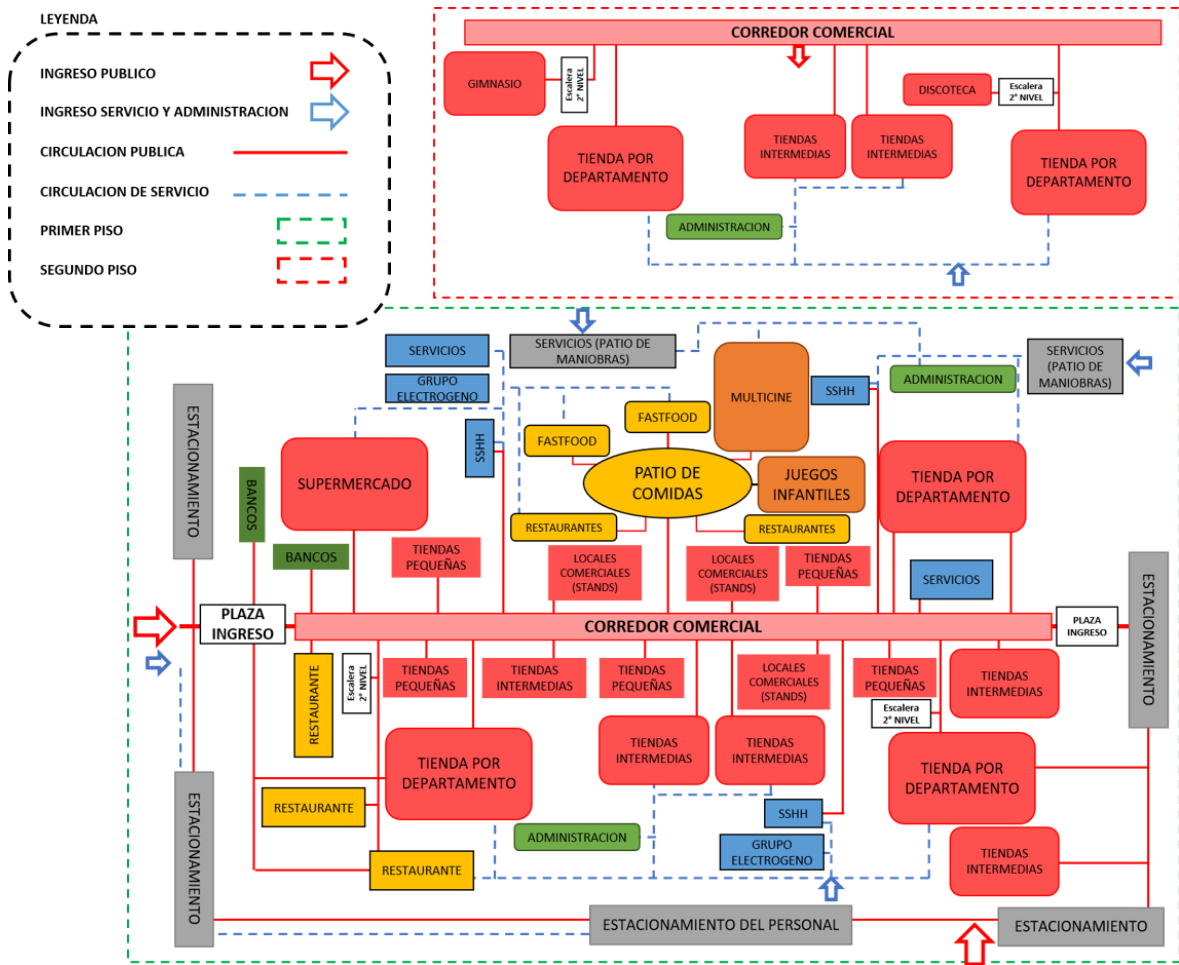 LEYENDA
INGRESO PUBLICO
INGRESO SERVICIO Y ADMINISTRACION
CIRCULACION PUBLICA
CIRCULACION DE SERVICIO
PRIMER PISO
SEGUNDO PISO
CORREDOR COMERCIAL
GIMNASIO
Escalera
2° NIVEL
DISCOTECA
Escalera
2° NIVEL
TIENDA POR
DEPARTAMENTO
TIENDAS
INTERMEDIAS
TIENDAS
INTERMEDIAS
TIENDA POR
DEPARTAMENTO
ADMINISTRACION
SERVICIOS
SERVICIOS (PATIO DE
MANIOBRAS)
SERVICIOS
(PATIO DE
MANIOBRAS)
GRUPO
ELECTROGENO
MULTICINE
SSHH
ADMINISTRACION
ESTACIONAMIENTO
FASTFOOD
FASTFOOD
SSHH
SUPERMERCADO
PATIO DE
COMIDAS
JUEGOS
INFANTILES
TIENDA POR
DEPARTAMENTO
BANCOS
RESTAURANTES
RESTAURANTES
BANCOS
TIENDAS
PEQUEÑAS
LOCALES
COMERCIALES
(STANDS)
LOCALES
COMERCIALES
(STANDS)
TIENDAS
PEQUEÑAS
SERVICIOS
ESTACIONAMIENTO
PLAZA
INGRESO
CORREDOR COMERCIAL
PLAZA
INGRESO
RESTAURANTE
Escalera
2° NIVEL
TIENDAS
PEQUEÑAS
TIENDAS
INTERMEDIAS
TIENDAS
PEQUEÑAS
LOCALES
COMERCIALES
(STANDS)
TIENDAS
PEQUEÑAS
TIENDAS
INTERMEDIAS
Escalera
2° NIVEL
TIENDA POR
DEPARTAMENTO
TIENDAS
INTERMEDIAS
TIENDAS
INTERMEDIAS
TIENDA POR
DEPARTAMENTO
ESTACIONAMIENTO
RESTAURANTE
SSHH
ADMINISTRACION
GRUPO
ELECTROGENO
TIENDAS
INTERMEDIAS
RESTAURANTE
ESTACIONAMIENTO DEL PERSONAL
ESTACIONAMIENTO